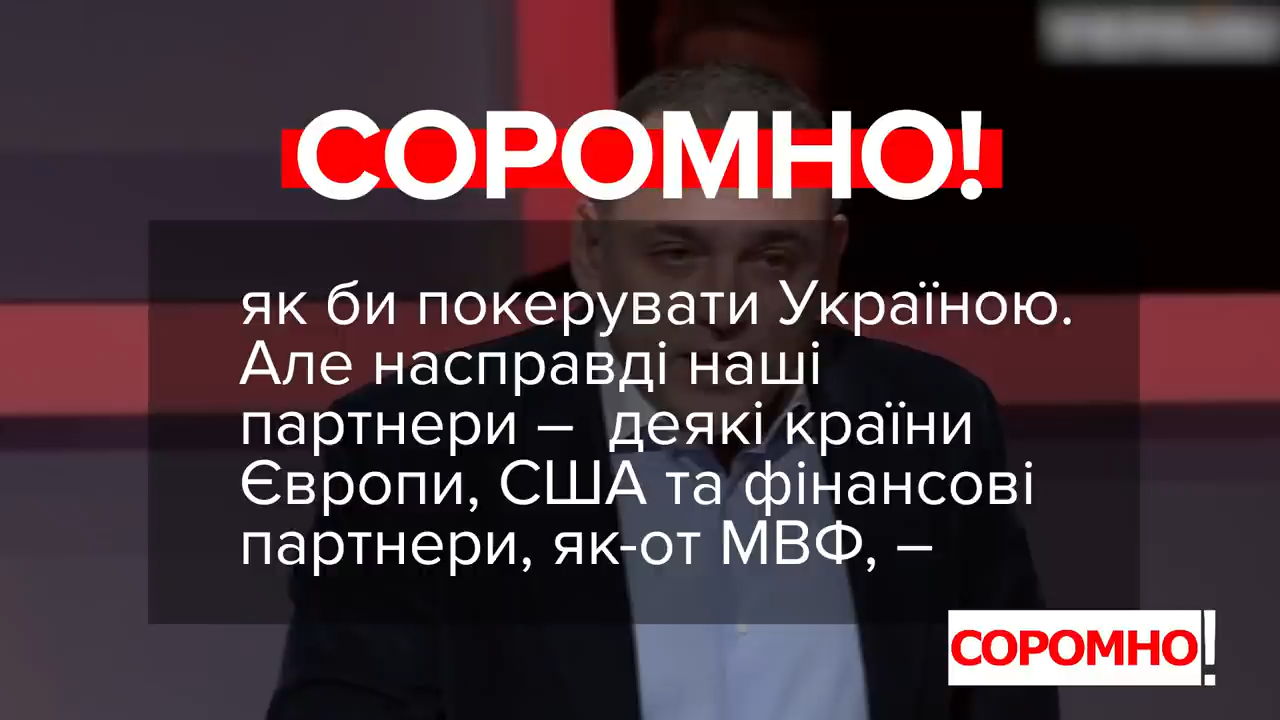 СОРОМНО!
як би покерувати Україною.
Але насправді наші
партнери – деякі країни
Європи, США та фінансові
партнери, як-от МВФ, –
СОРОМНО!